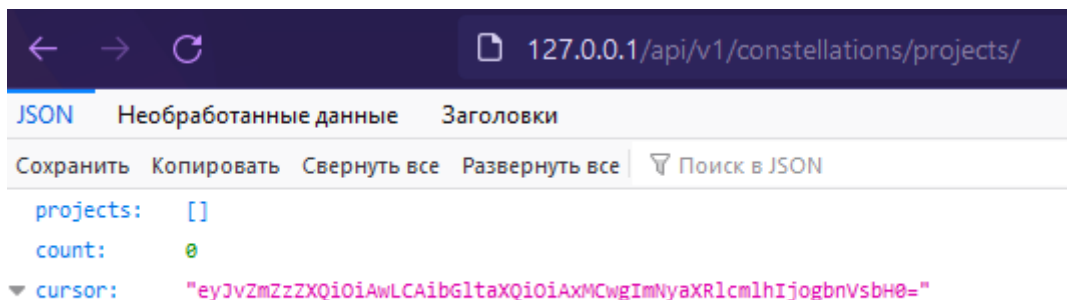 127.0.0.1/api/v1/constellations/projects/
JSON Необработанные данные Заголовки
Сохранить Копировать Свернуть все Развернуть все Поиск в JSON
projects: []
count: 0
cursor: "eyJvZmZzZXQiOiAwLCAibGltaXQiOiAxMCwgImNyaXRlcmlhIjogbnVsbH0="